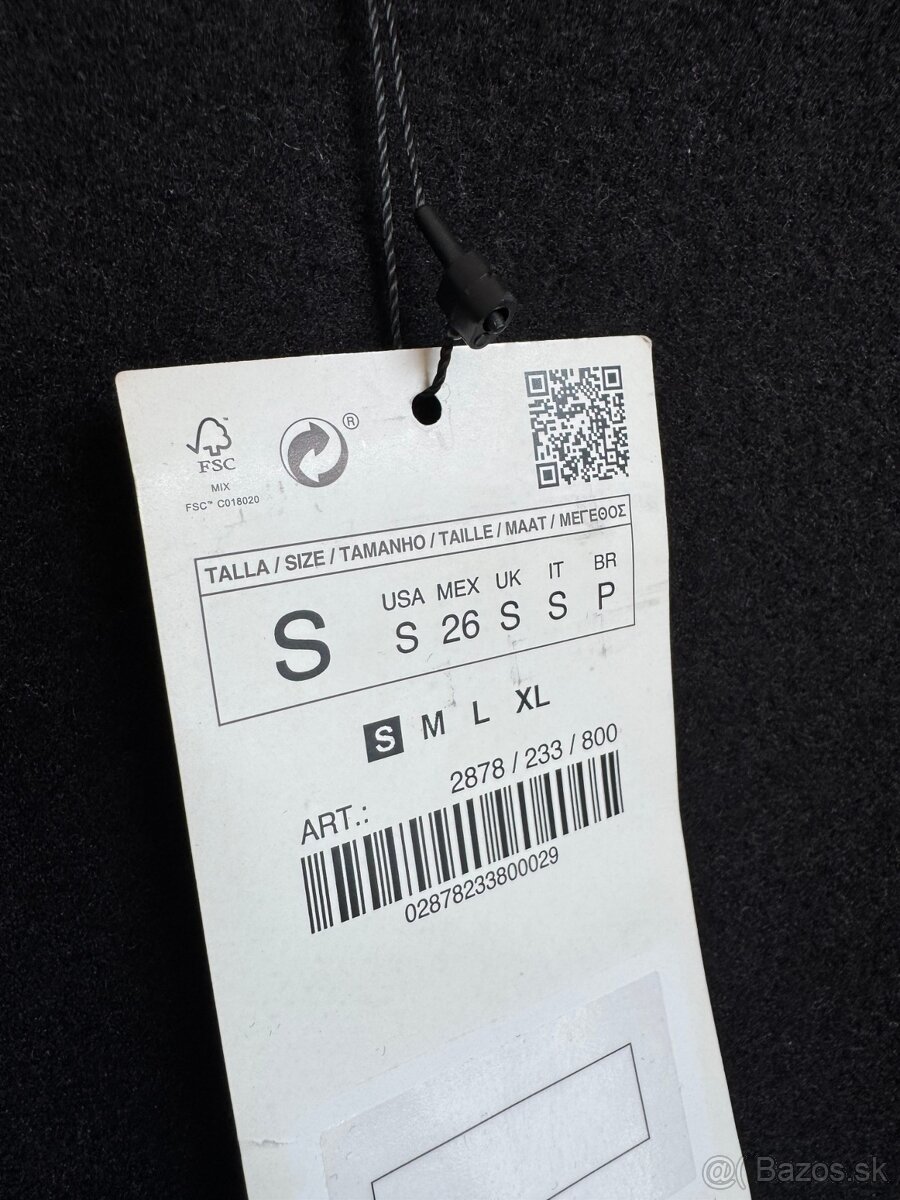 FSC™
MIX
FSC™ C018020
®
TALLA / SIZE / TAMANHO / TAILLE / MAAT / ΜΕΓΕΘΟΣ
S
USA MEX UK IT BR
S 26 S S P
S M L XL
2878 / 233 / 800
ART.:
02878233800029
@( Bazos.sk